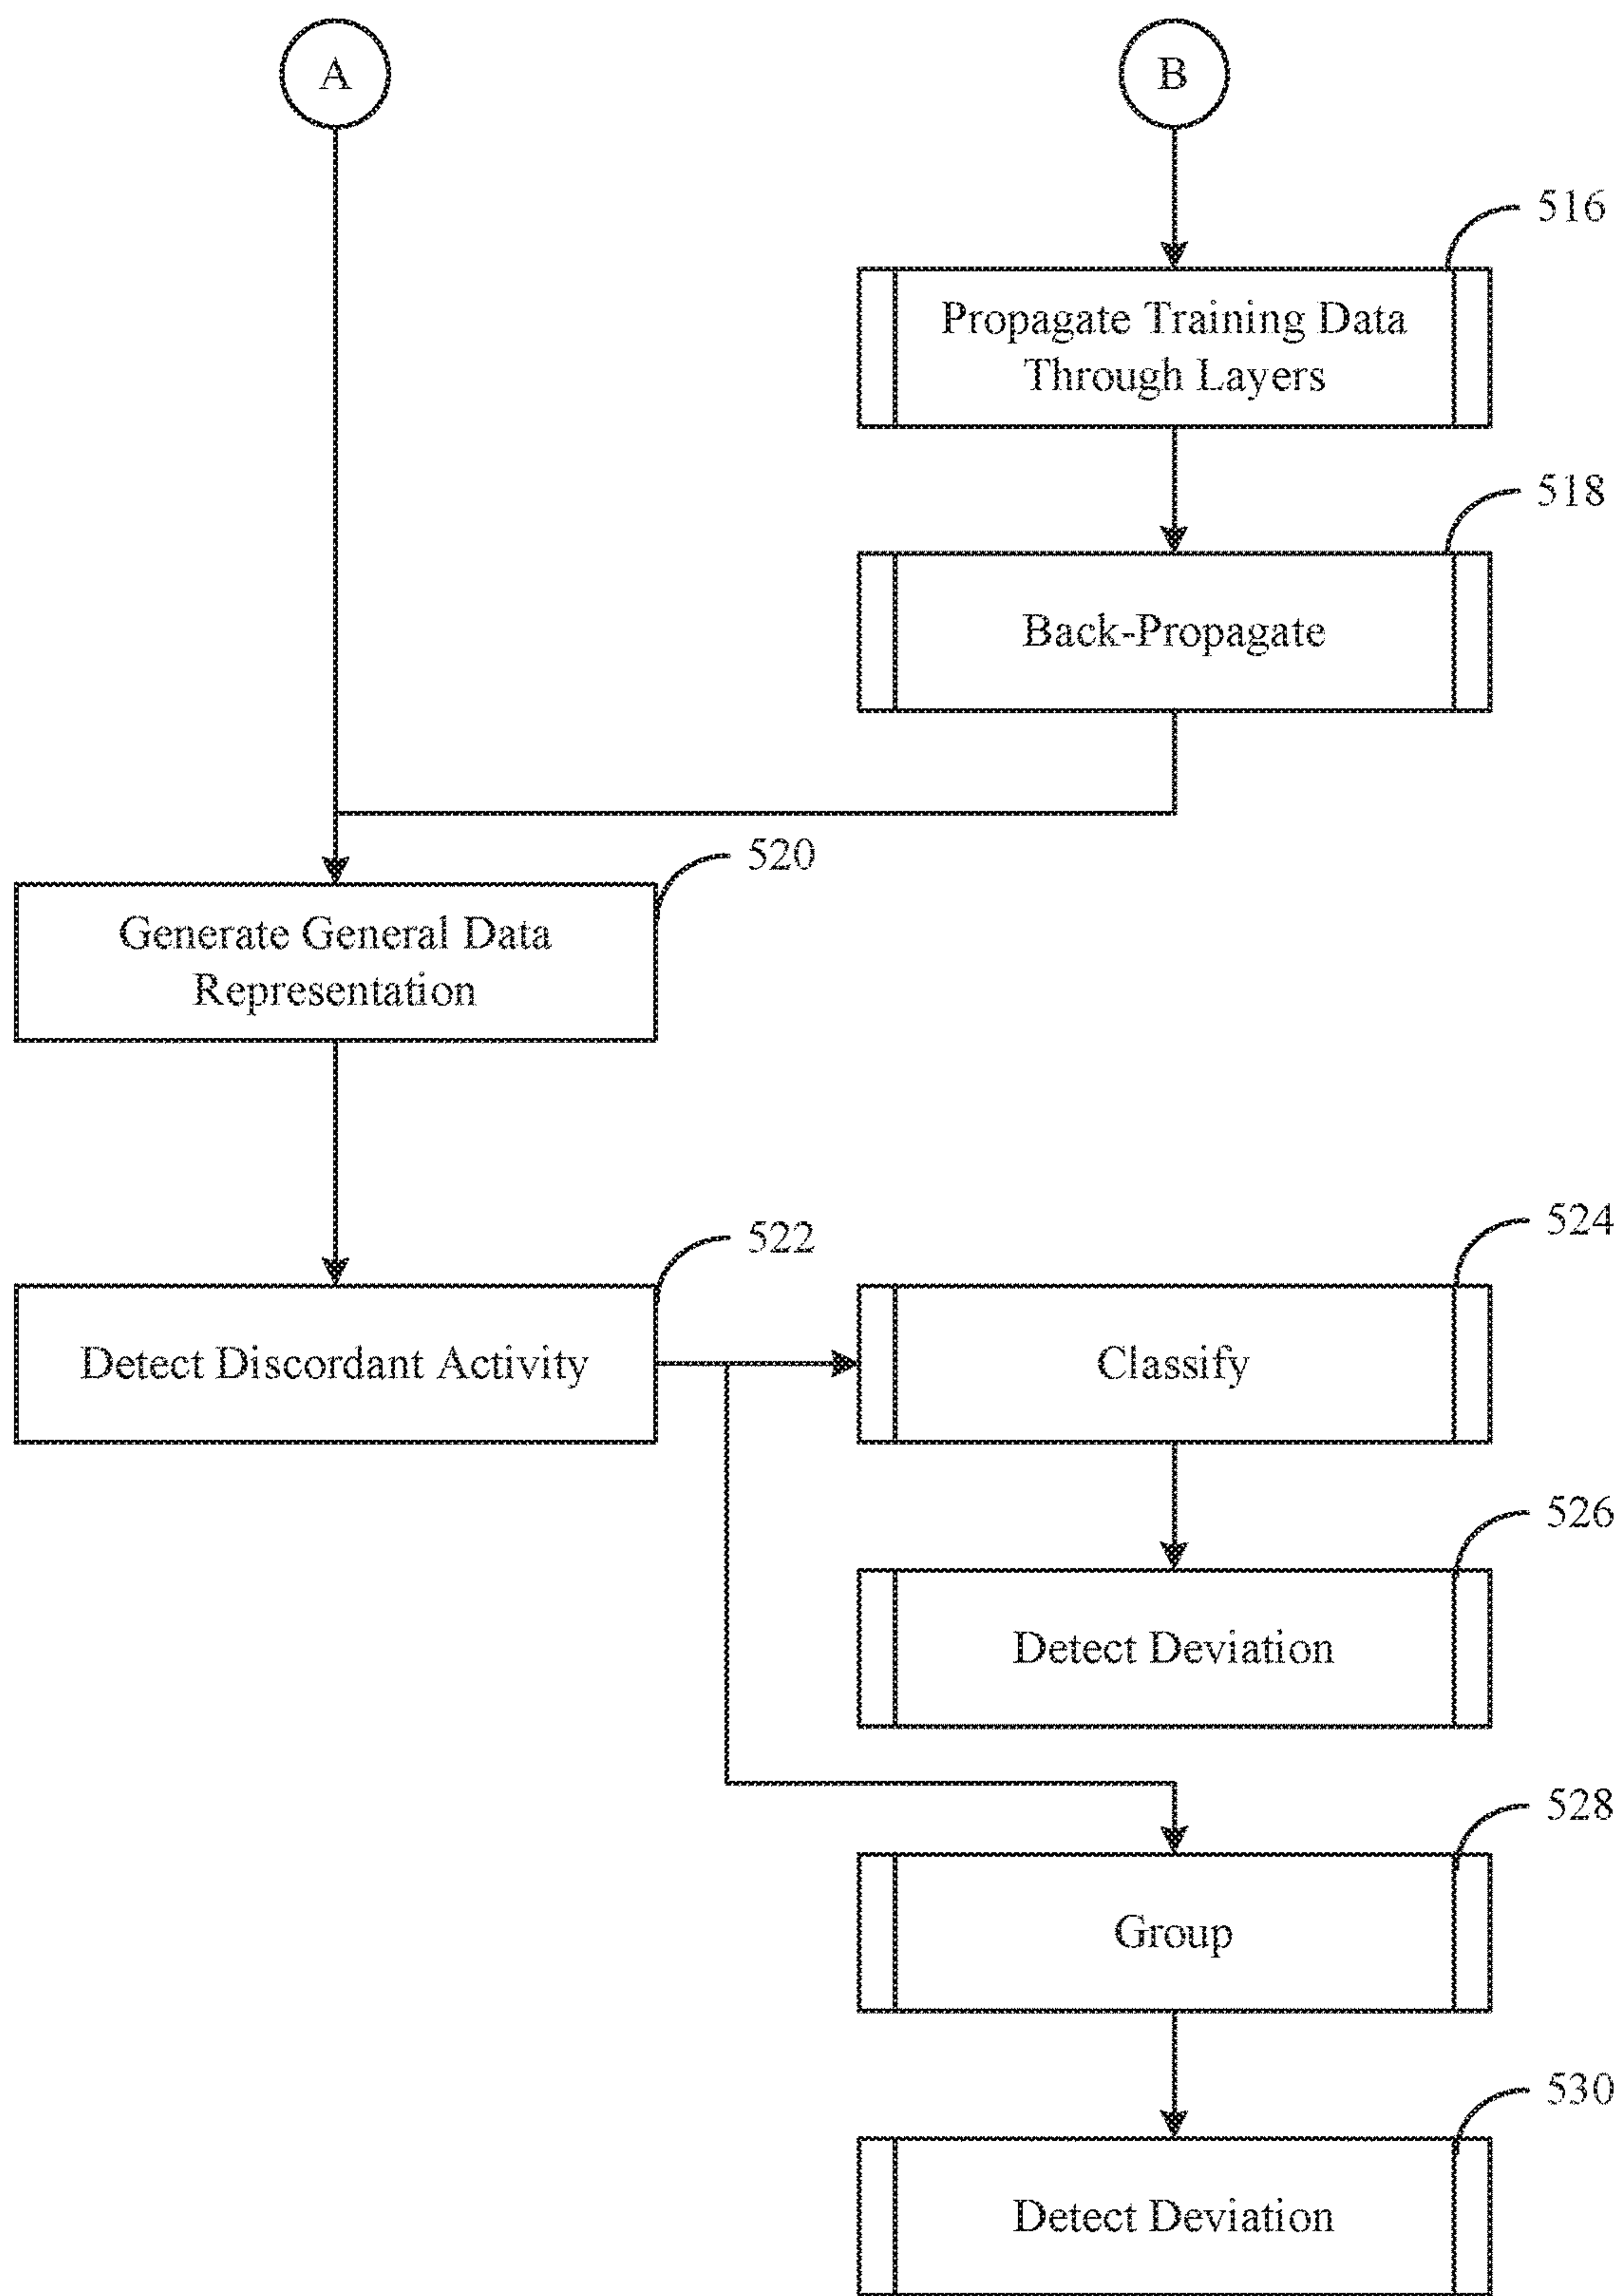 A
B
516
Propagate Training Data
Through Layers
518
Back-Propagate
520
Generate General Data
Representation
522
Detect Discordant Activity
524
Classify
526
Detect Deviation
528
Group
530
Detect Deviation